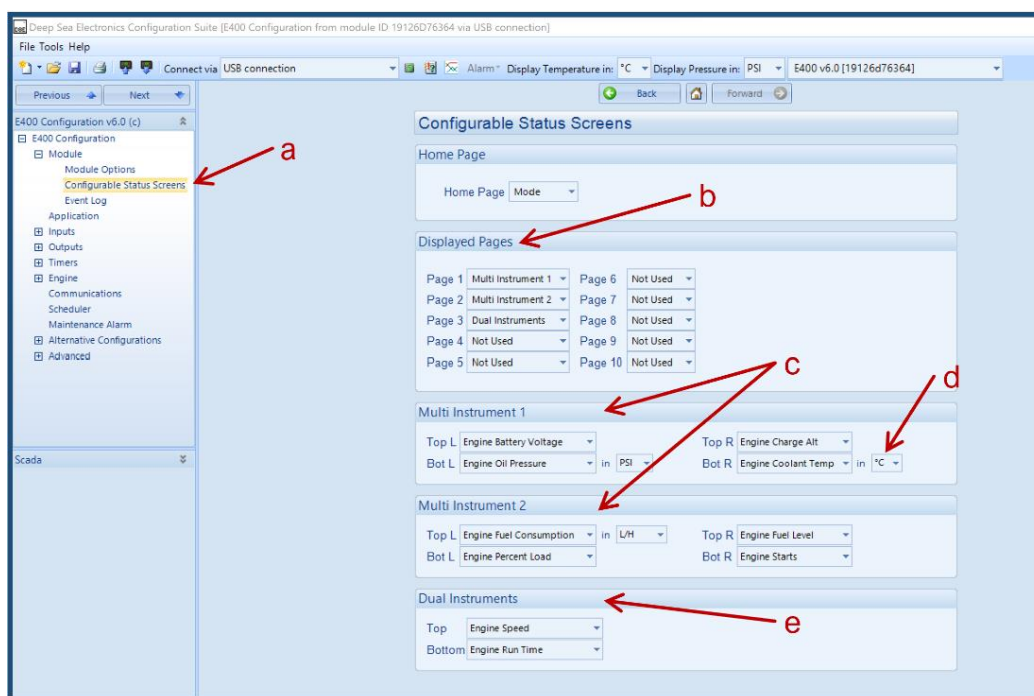 Deep Sea Electronics Configuration Suite [E400 Configuration from module ID 19126D76364 via USB connection]
File Tools Help
Connect via USB connection Alarm Display Temperature in: °C Display Pressure in: PSI E400 v6.0 [19126d76364]
Previous Next
Back Forward
E400 Configuration v6.0 (c)
E400 Configuration
Module
Module Options
Configurable Status Screens
Event Log
Application
Inputs
Outputs
Timers
Engine
Communications
Scheduler
Maintenance Alarm
Alternative Configurations
Advanced
Scada
a
Configurable Status Screens
Home Page
Home Page Mode
b
Displayed Pages
Page 1 Multi Instrument 1 Page 6 Not Used
Page 2 Multi Instrument 2 Page 7 Not Used
Page 3 Dual Instruments Page 8 Not Used
Page 4 Not Used Page 9 Not Used
Page 5 Not Used Page 10 Not Used
c
d
Multi Instrument 1
Top L Engine Battery Voltage Top R Engine Charge Alt
Bot L Engine Oil Pressure in PSI Bot R Engine Coolant Temp in °C
Multi Instrument 2
Top L Engine Fuel Consumption in L/H Top R Engine Fuel Level
Bot L Engine Percent Load Bot R Engine Starts
Dual Instruments
e
Top Engine Speed
Bottom Engine Run Time